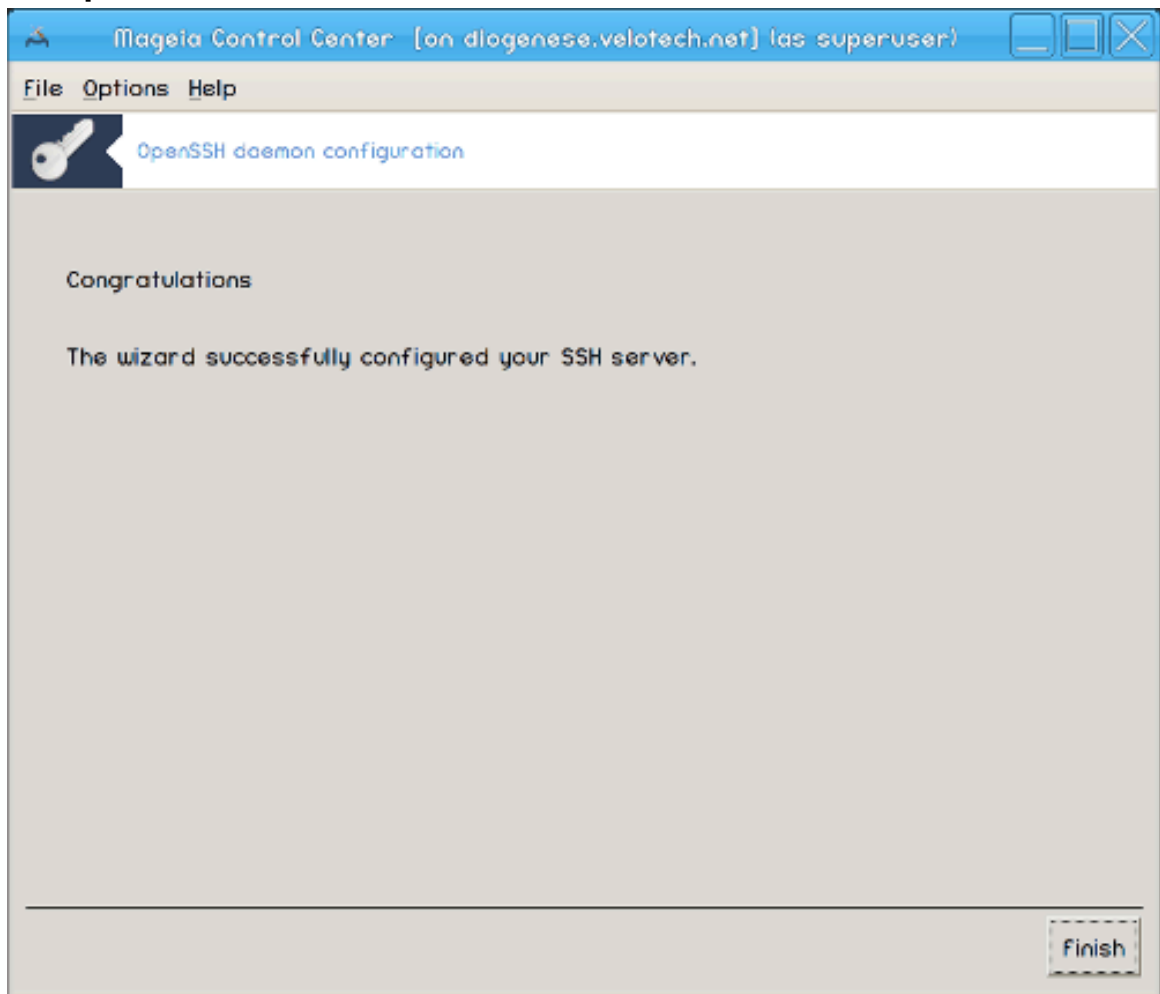 Mageia Control Center [on diogenese.velotech.net] (as superuser)
File Options Help
OpenSSH daemon configuration
Congratulations
The wizard successfully configured your SSH server.
Finish